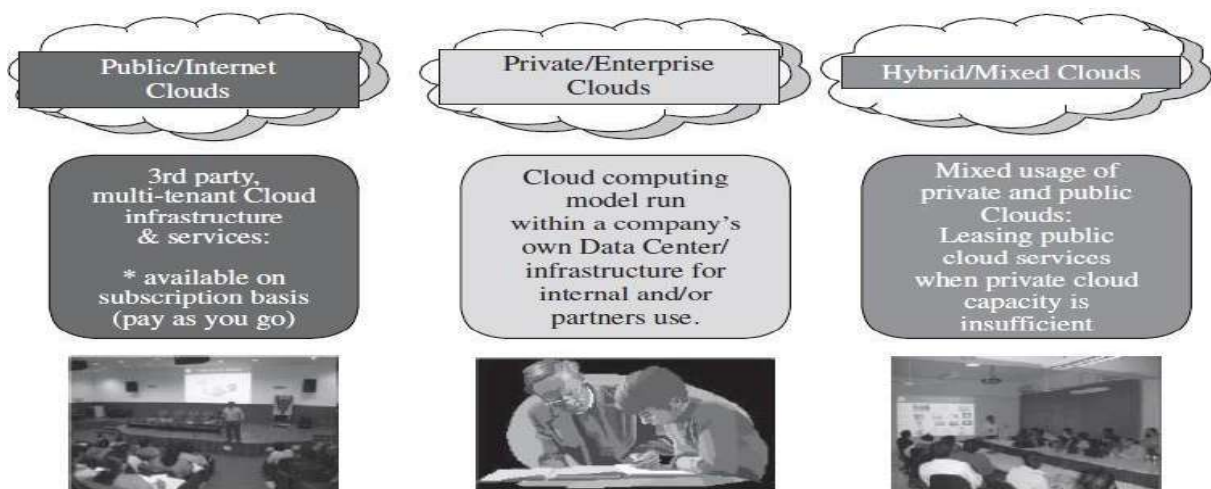 Public/Internet
Clouds
3rd party,
multi-tenant Cloud
infrastructure
& services:
* available on
subscription basis
(pay as you go)
Private/Enterprise
Clouds
Cloud computing
model run
within a company's
own Data Center/
infrastructure for
internal and/or
partners use.
Hybrid/Mixed Clouds
Mixed usage of
private and public
Clouds:
Leasing public
cloud services
when private cloud
capacity is
insufficient